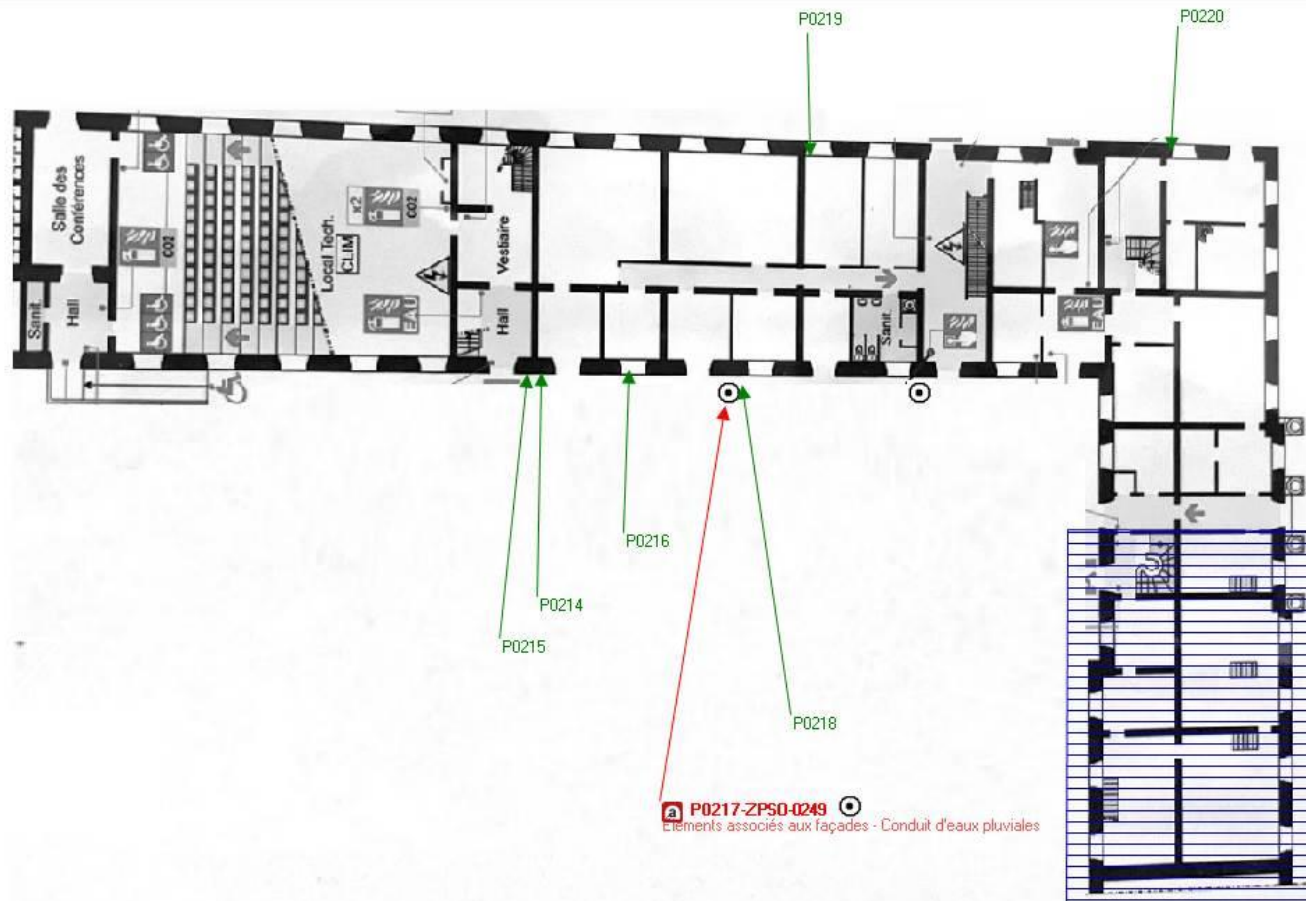 P0219
P0220
Salle des
Conférences
CO2
Sanit.
Hall
Local Tech.
CLIM
x2
CO2
EAU
Vestiaire
Hall
Sanit.
EAU
P0216
P0214
P0215
P0218
a P0217-ZPSO-0249
Eléments associés aux façades - Conduit d'eaux pluviales